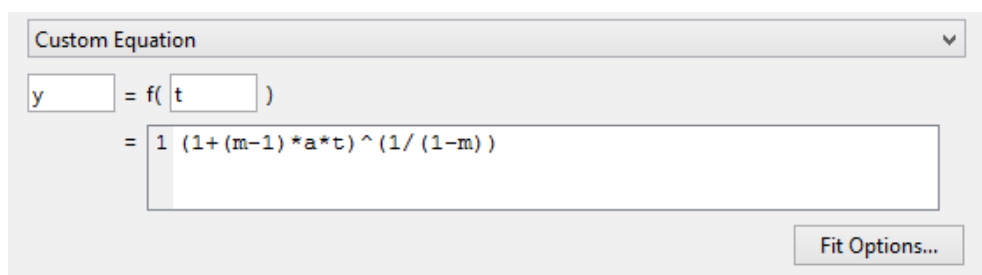 Custom Equation
y = f( t )
= 1 (1+(m-1)*a*t)^(1/(1-m))
Fit Options...